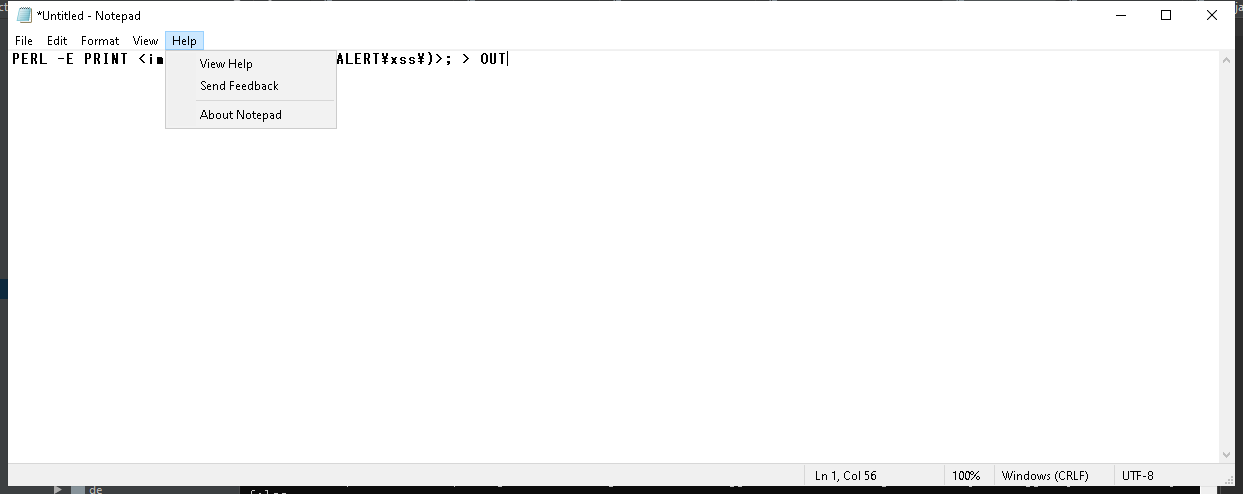 *Untitled - Notepad
File Edit Format View Help
PERL -E PRINT <im ALERT¥xss¥)>; > OUT
View Help
Send Feedback
About Notepad
Ln 1, Col 56 100% Windows (CRLF) UTF-8
de